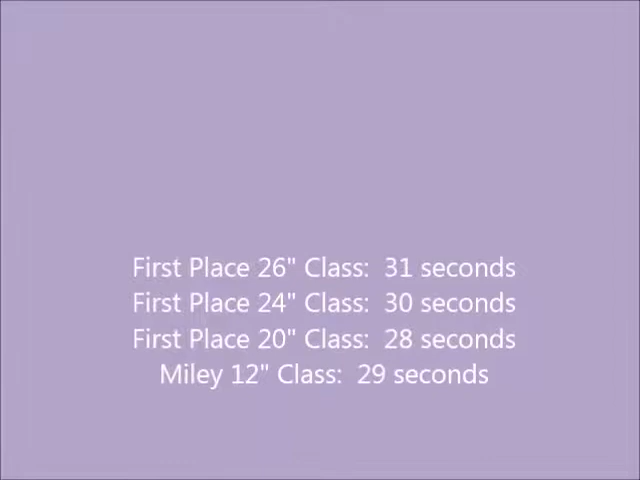 First Place 26" Class:  31 seconds
First Place 24" Class:  30 seconds
First Place 20" Class:  28 seconds
Miley 12" Class:  29 seconds